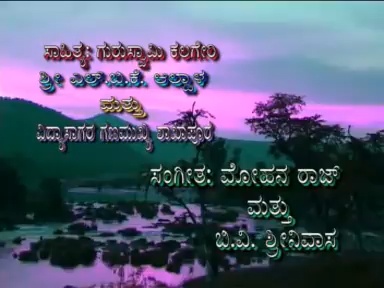 ಸಾಹಿತ್ಯ: ಗುರುಸ್ವಾಮಿ ಕಲಗೇರಿ
ಶ್ರೀ ಎಲ್.ಬಿ.ಕೆ. ಆಲ್ದಾಳ
ಮತ್ತು
ವಿದ್ಯಾಸಾಗರ ಗಣಮುಖ್ಯ ಶಾಖಾಪೂರ
ಸಂಗೀತ: ಮೋಹನ ರಾಜ್
ಮತ್ತು
ಬಿ.ವಿ. ಶ್ರೀನಿವಾಸ